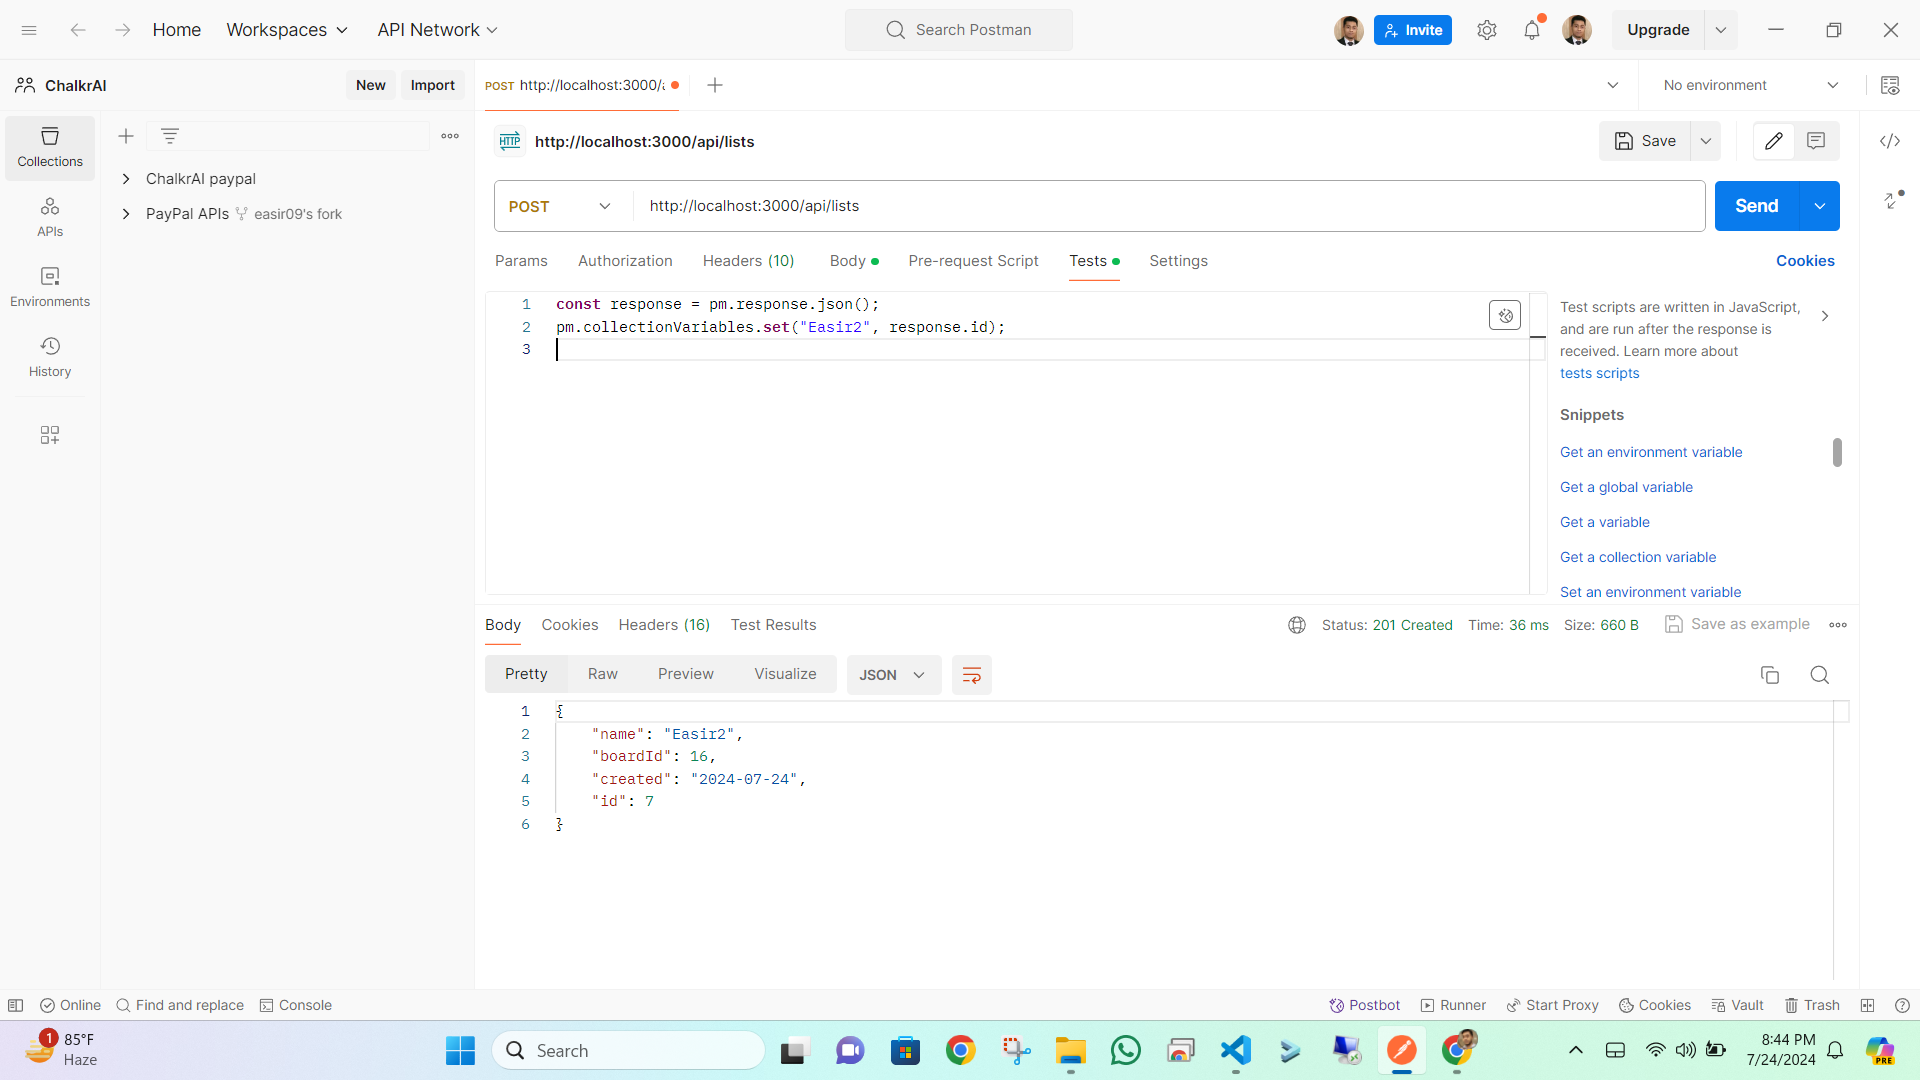 Home
Workspaces
API Network
Search Postman
Invite
Upgrade
ChalkrAI
New
Import
POST http://localhost:3000/
No environment
Collections
APIs
Environments
History
ChalkrAI paypal
PayPal APIs easir09's fork
HTTP http://localhost:3000/api/lists
Save
POST
http://localhost:3000/api/lists
Send
Params
Authorization
Headers (10)
Body
Pre-request Script
Tests
Settings
Cookies
1 const response = pm.response.json();
2 pm.collectionVariables.set("Easir2", response.id);
3
Test scripts are written in JavaScript,
and are run after the response is
received. Learn more about
tests scripts
Snippets
Get an environment variable
Get a global variable
Get a variable
Get a collection variable
Set an environment variable
Body
Cookies
Headers (16)
Test Results
Status: 201 Created
Time: 36 ms
Size: 660 B
Save as example
Pretty
Raw
Preview
Visualize
JSON
1 {
2 "name": "Easir2",
3 "boardId": 16,
4 "created": "2024-07-24",
5 "id": 7
6 }
Online
Find and replace
Console
Postbot
Runner
Start Proxy
Cookies
Vault
Trash
1
85°F
Haze
Search
8:44 PM
7/24/2024
PRE